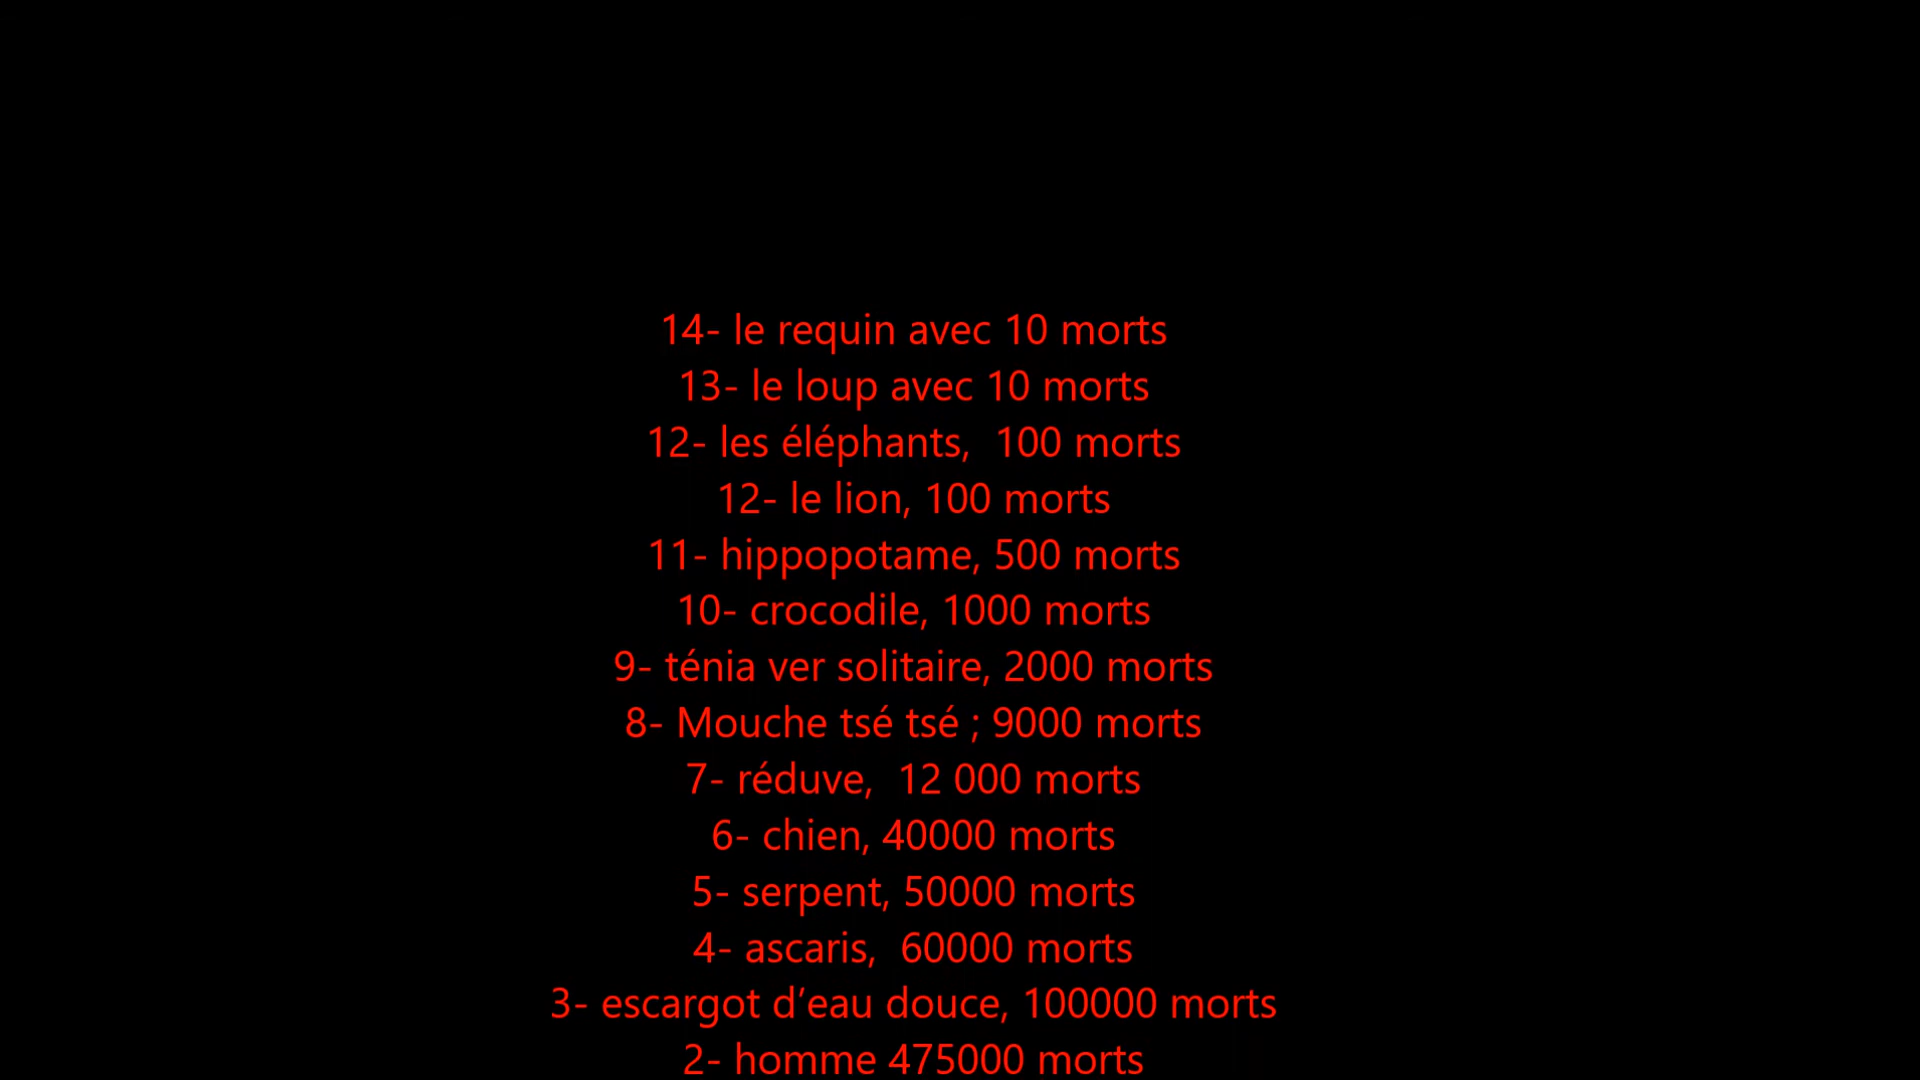 14- le requin avec 10 morts
13- le loup avec 10 morts
12- les éléphants,  100 morts
12- le lion, 100 morts
11- hippopotame, 500 morts
10- crocodile, 1000 morts
9- ténia ver solitaire, 2000 morts
8- Mouche tsé tsé ; 9000 morts
7- réduve,  12 000 morts
6- chien, 40000 morts
5- serpent, 50000 morts
4- ascaris,  60000 morts
3- escargot d’eau douce, 100000 morts
2- homme 475000 morts